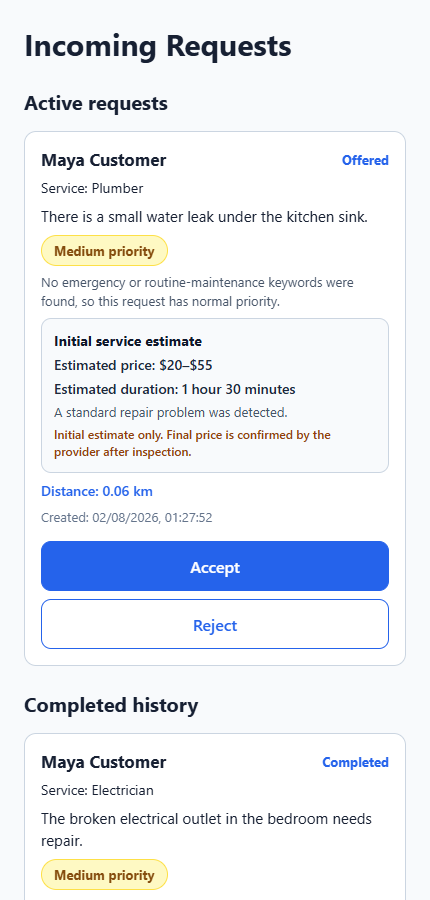 Incoming Requests
Active requests
Maya Customer
Offered
Service: Plumber
There is a small water leak under the kitchen sink.
Medium priority
No emergency or routine-maintenance keywords were
found, so this request has normal priority.
Initial service estimate
Estimated price: $20–$55
Estimated duration: 1 hour 30 minutes
A standard repair problem was detected.
Initial estimate only. Final price is confirmed by the
provider after inspection.
Distance: 0.06 km
Created: 02/08/2026, 01:27:52
Accept
Reject
Completed history
Maya Customer
Completed
Service: Electrician
The broken electrical outlet in the bedroom needs
repair.
Medium priority